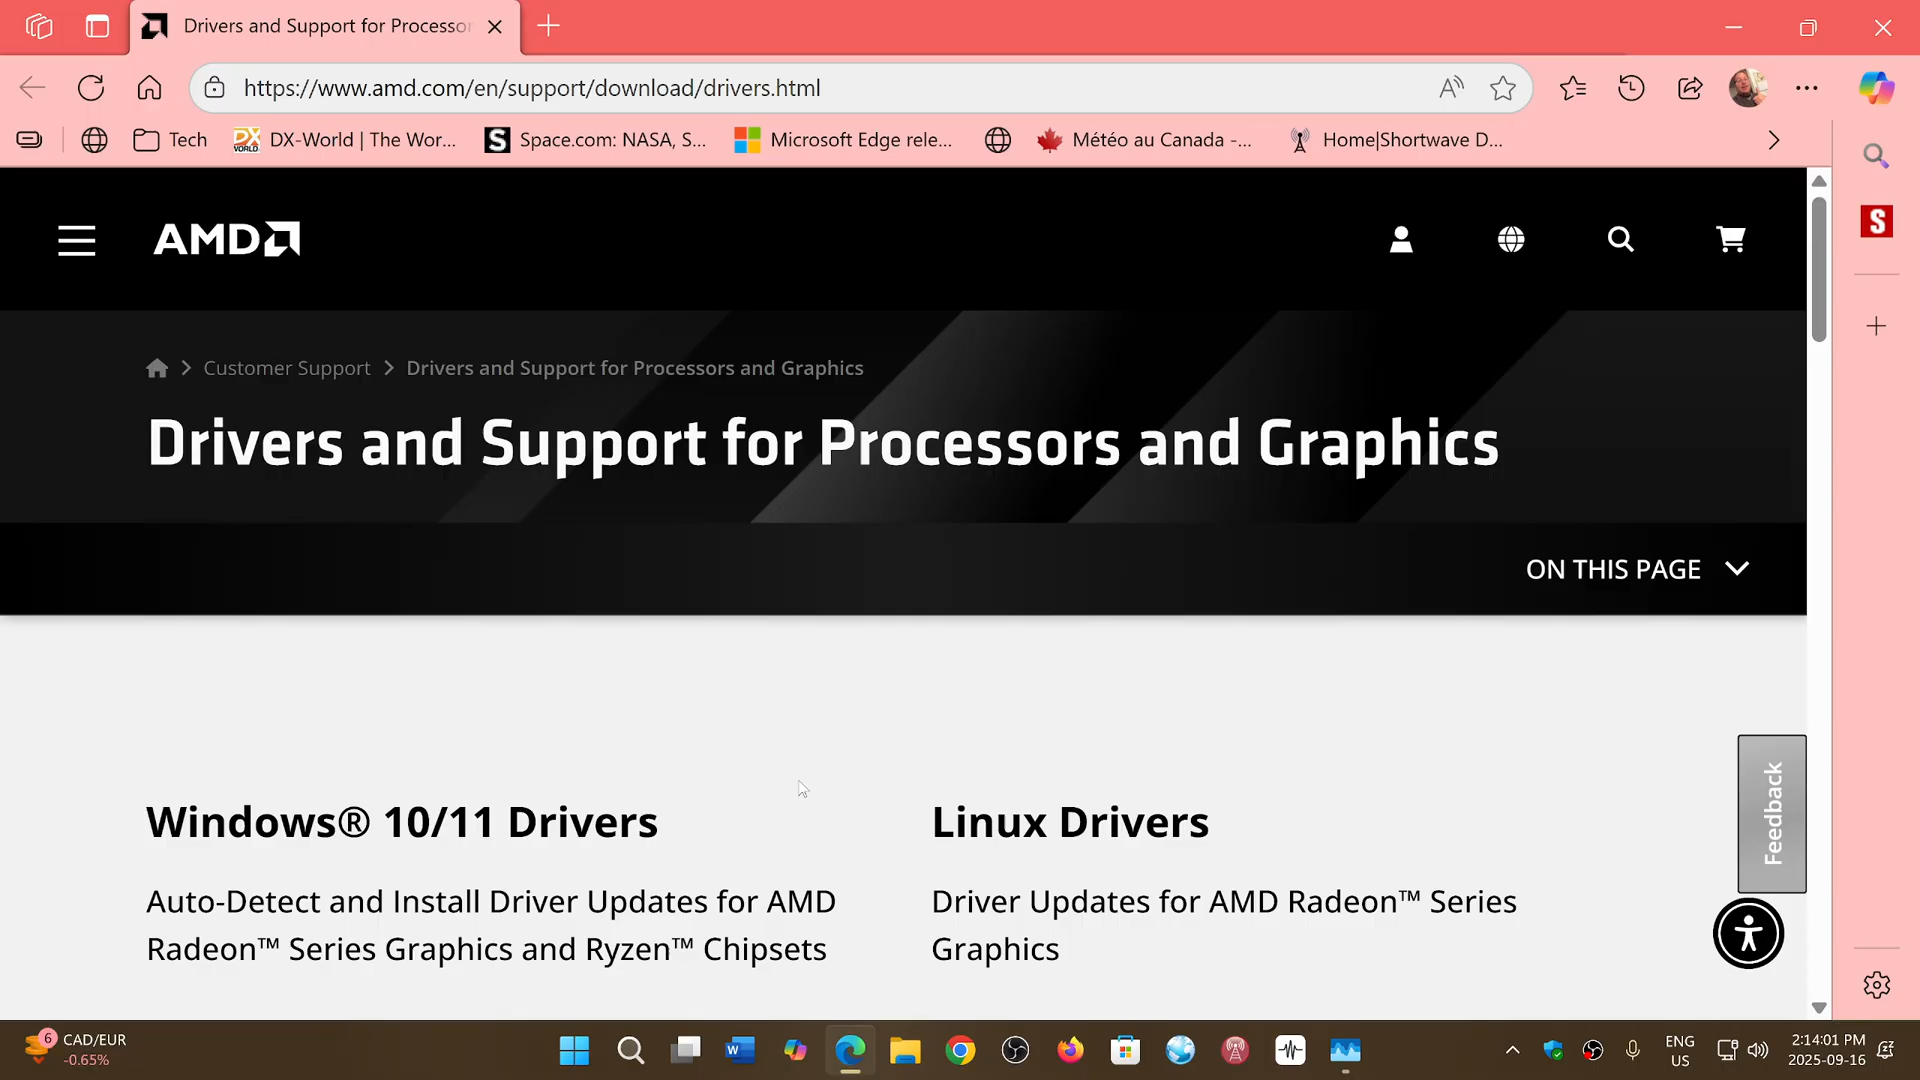 Drivers and Support for Processor
https://www.amd.com/en/support/download/drivers.html
Tech
DX-World | The Wor...
Space.com: NASA, S...
Microsoft Edge rele...
Météo au Canada -...
Home|Shortwave D...
AMD
Customer Support
Drivers and Support for Processors and Graphics
Drivers and Support for Processors and Graphics
ON THIS PAGE
Windows® 10/11 Drivers
Linux Drivers
Auto-Detect and Install Driver Updates for AMD
Radeon™ Series Graphics and Ryzen™ Chipsets
Driver Updates for AMD Radeon™ Series
Graphics
Feedback
6
CAD/EUR
-0.65%
ENG
US
2:14:01 PM
2025-09-16